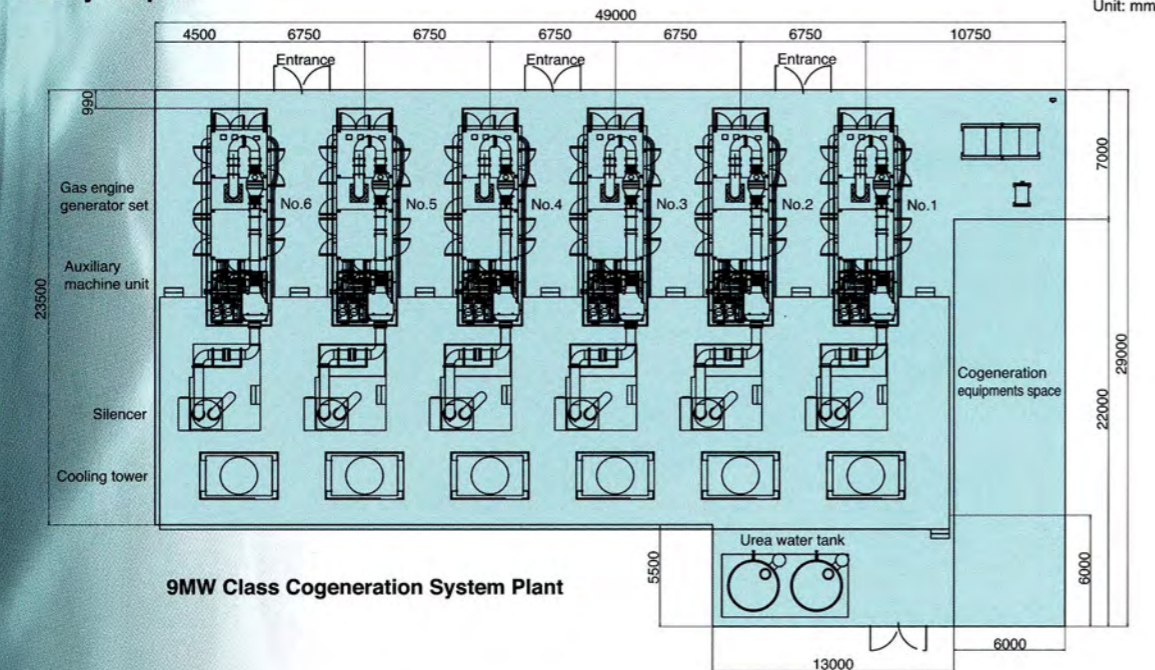 Unit: mm
49000
4500 6750 6750 6750 6750 6750 10750
Entrance Entrance Entrance
990
7000
Gas engine
generator set
No.6 No.5 No.4 No.3 No.2 No.1
Auxiliary
machine unit
23500
29000
Cogeneration
equipments space
22000
Silencer
Cooling tower
Urea water tank
5500
6000
9MW Class Cogeneration System Plant
6000
13000